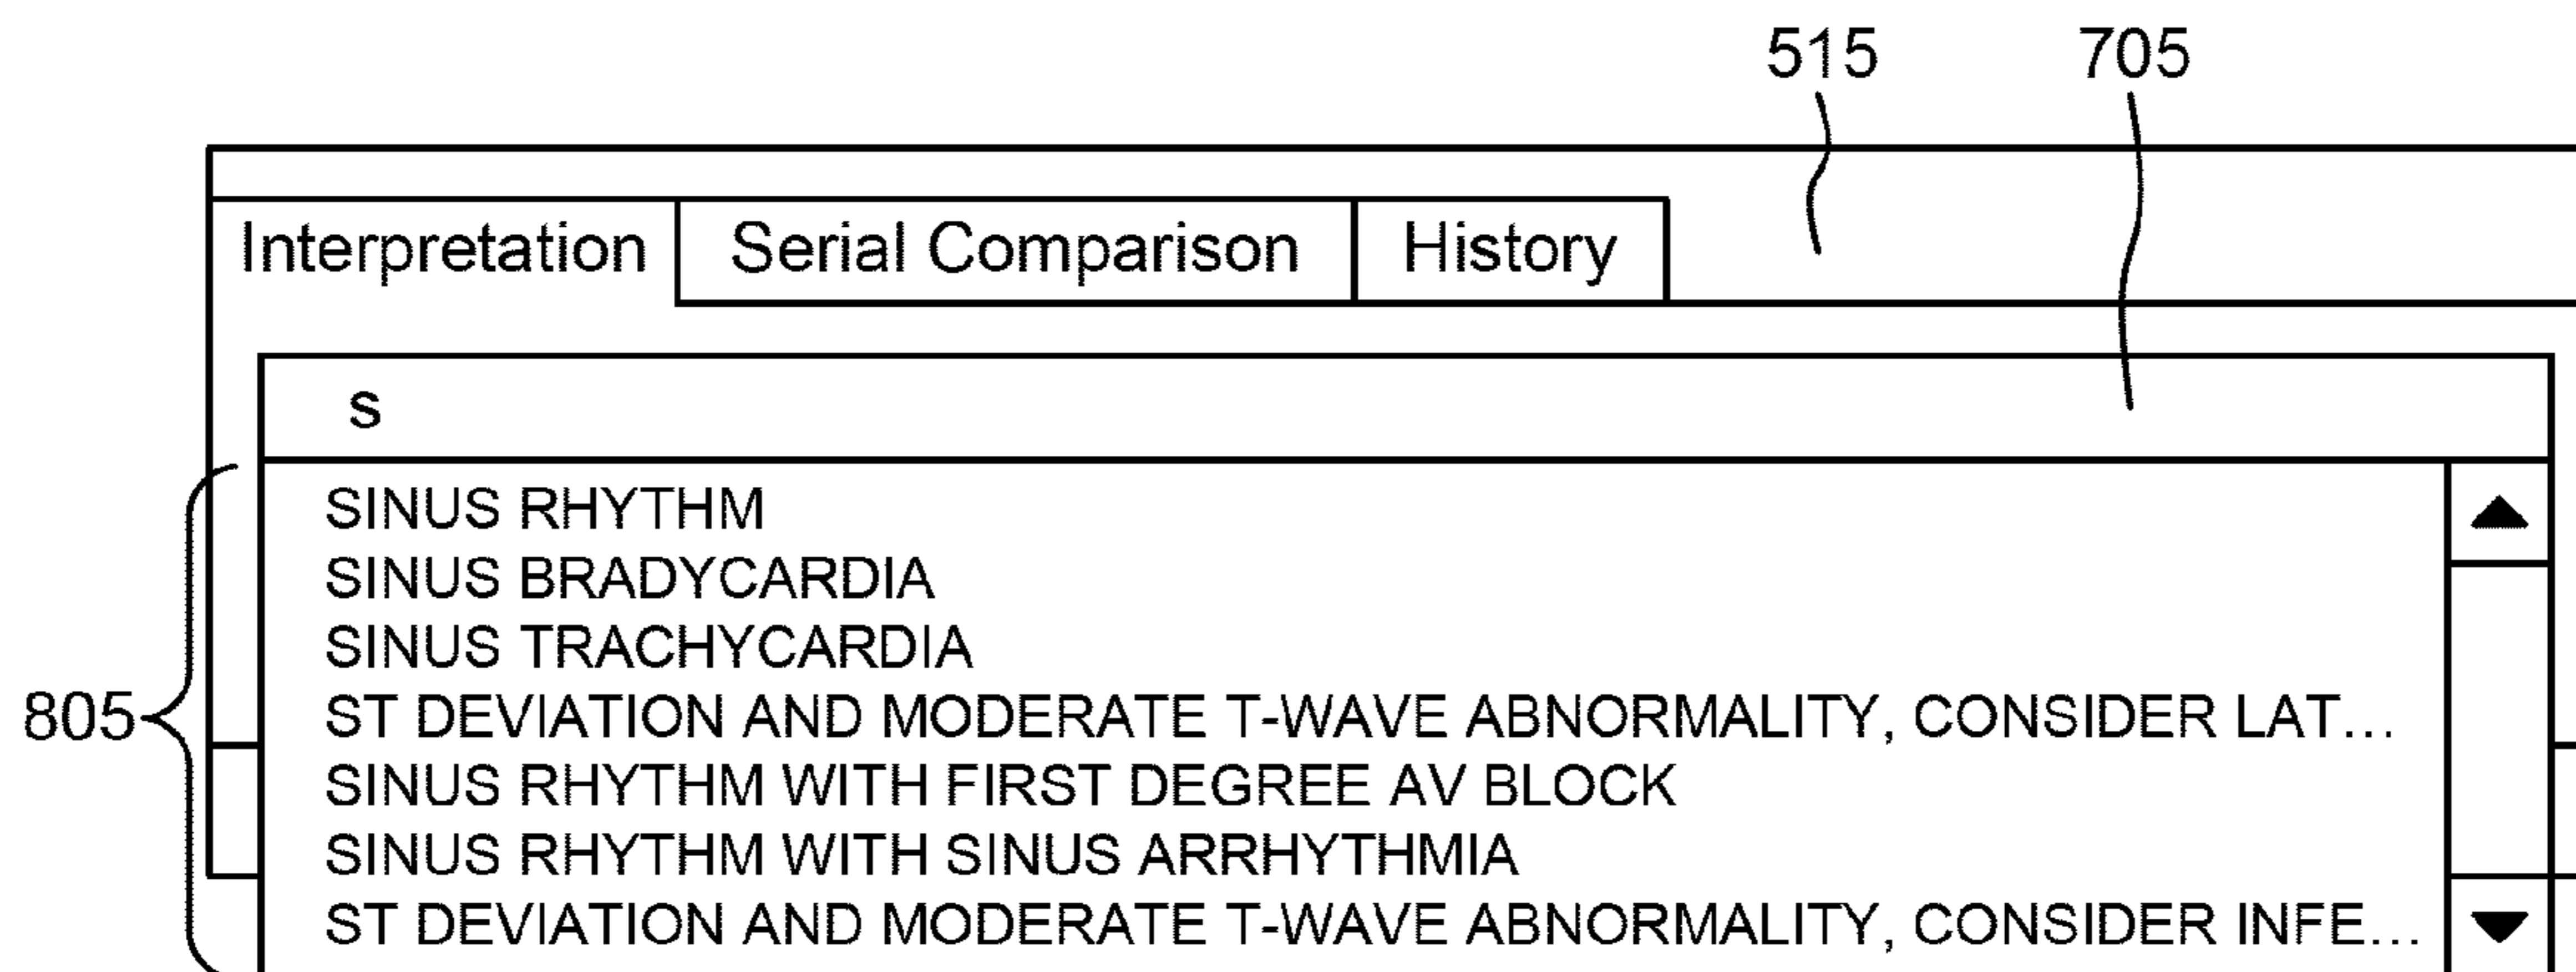 515 705
Interpretation Serial Comparison History
s
SINUS RHYTHM
SINUS BRADYCARDIA
SINUS TRACHYCARDIA
805 ST DEVIATION AND MODERATE T-WAVE ABNORMALITY, CONSIDER LAT...
SINUS RHYTHM WITH FIRST DEGREE AV BLOCK
SINUS RHYTHM WITH SINUS ARRHYTHMIA
ST DEVIATION AND MODERATE T-WAVE ABNORMALITY, CONSIDER INFE...